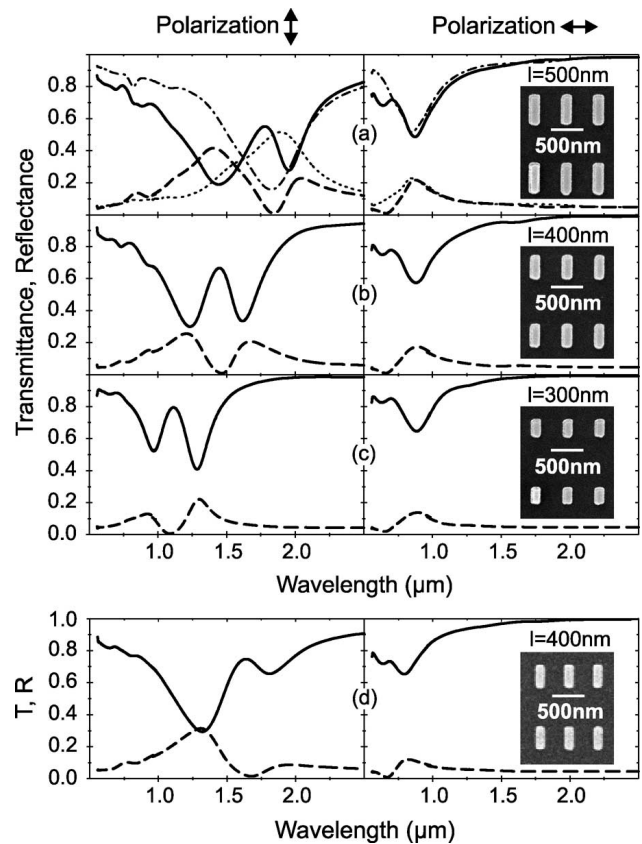 Polarization ↕ Polarization ↔
Transmittance, Reflectance
0.8
0.6
0.4
0.2
(a)
l=500nm
500nm
0.8
0.6
0.4
0.2
(b)
l=400nm
500nm
0.8
0.6
0.4
0.2
0.0
(c)
l=300nm
500nm
1.0 1.5 2.0 1.0 1.5 2.0
Wavelength (µm) Wavelength (µm)
T, R
1.0
0.8
0.6
0.4
0.2
0.0
(d)
l=400nm
500nm
1.0 1.5 2.0 1.0 1.5 2.0
Wavelength (µm) Wavelength (µm)